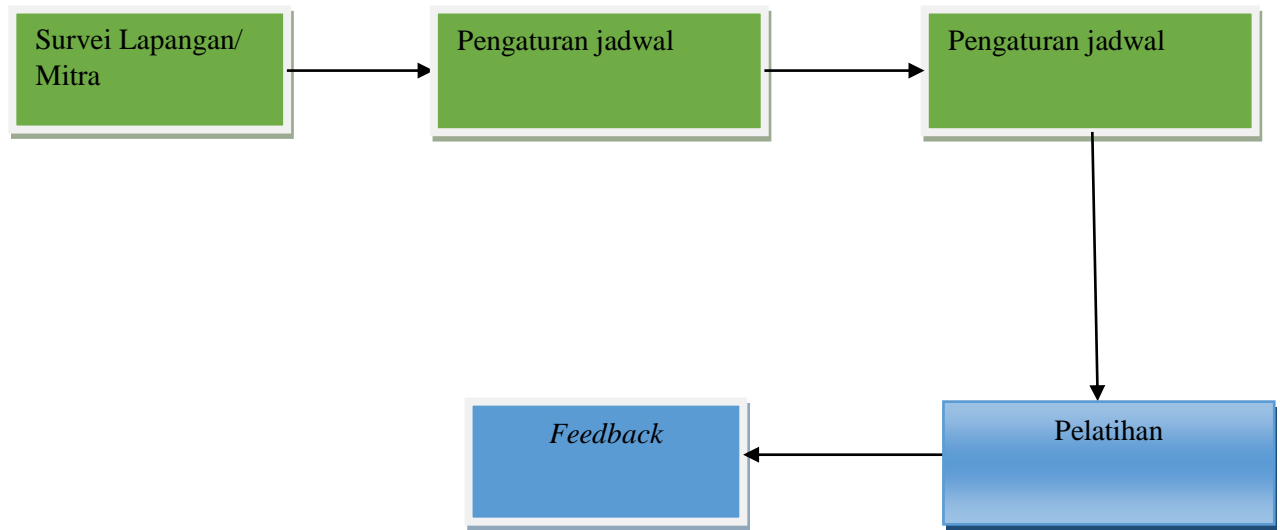 Survei Lapangan/
Mitra
Pengaturan jadwal
Pengaturan jadwal
Pelatihan
Feedback